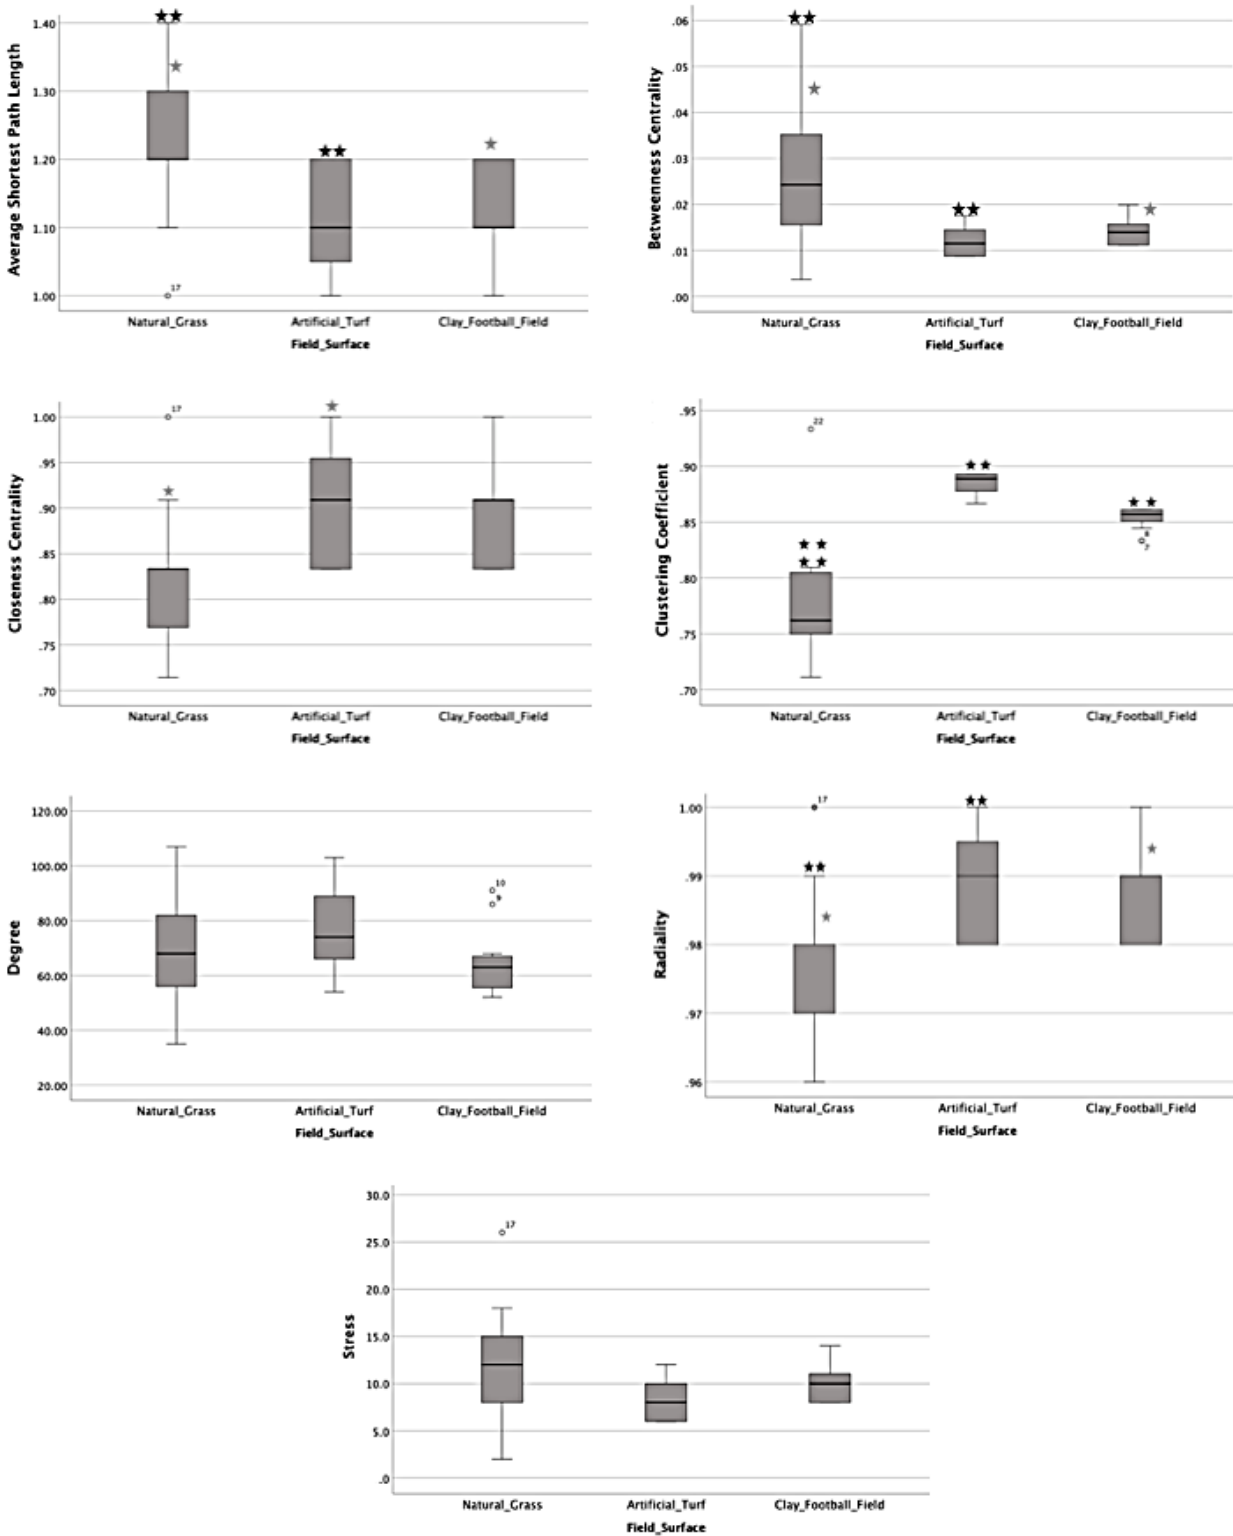 Average Shortest Path Length
1.40
1.30
1.20
1.10
1.00
17
Natural_Grass Artificial_Turf Clay_Football_Field
Field_Surface
Betweenness Centrality
.06
.05
.04
.03
.02
.01
.00
Natural_Grass Artificial_Turf Clay_Football_Field
Field_Surface
Closeness Centrality
1.00
.95
.90
.85
.80
.75
.70
17
Natural_Grass Artificial_Turf Clay_Football_Field
Field_Surface
Clustering Coefficient
.95
.90
.85
.80
.75
.70
22
7
Natural_Grass Artificial_Turf Clay_Football_Field
Field_Surface
Degree
120.00
100.00
80.00
60.00
40.00
20.00
10
9
Natural_Grass Artificial_Turf Clay_Football_Field
Field_Surface
Radiality
1.00
.99
.98
.97
.96
17
Natural_Grass Artificial_Turf Clay_Football_Field
Field_Surface
Stress
30.0
25.0
20.0
15.0
10.0
5.0
.0
17
Natural_Grass Artificial_Turf Clay_Football_Field
Field_Surface